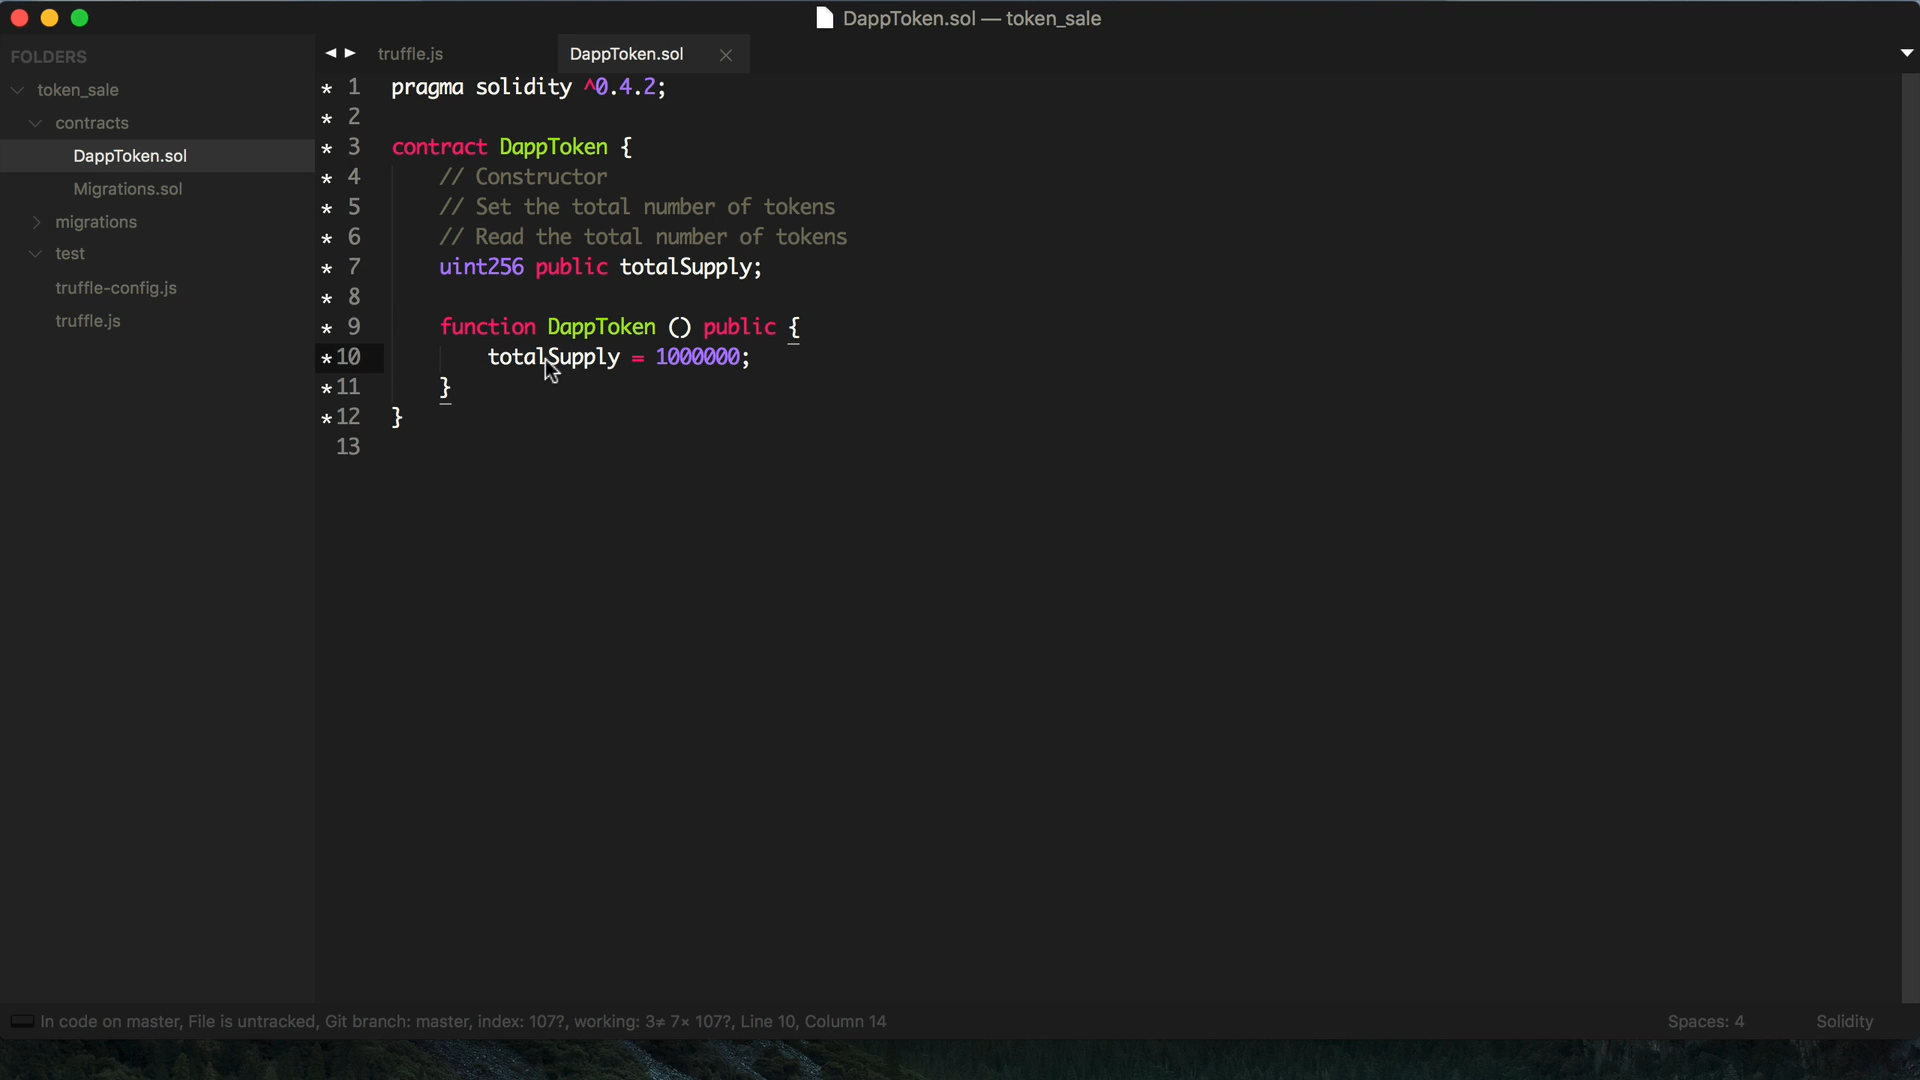 DappToken.sol — token_sale
FOLDERS
token_sale
contracts
DappToken.sol
Migrations.sol
migrations
test
truffle-config.js
truffle.js
truffle.js
DappToken.sol
* 1 pragma solidity ^0.4.2;
* 2
* 3 contract DappToken {
* 4 // Constructor
* 5 // Set the total number of tokens
* 6 // Read the total number of tokens
* 7 uint256 public totalSupply;
* 8
* 9 function DappToken () public {
* 10 totalSupply = 1000000;
* 11 }
* 12 }
13
In code on master, File is untracked, Git branch: master, index: 107?, working: 3≠ 7× 107?, Line 10, Column 14
Spaces: 4
Solidity